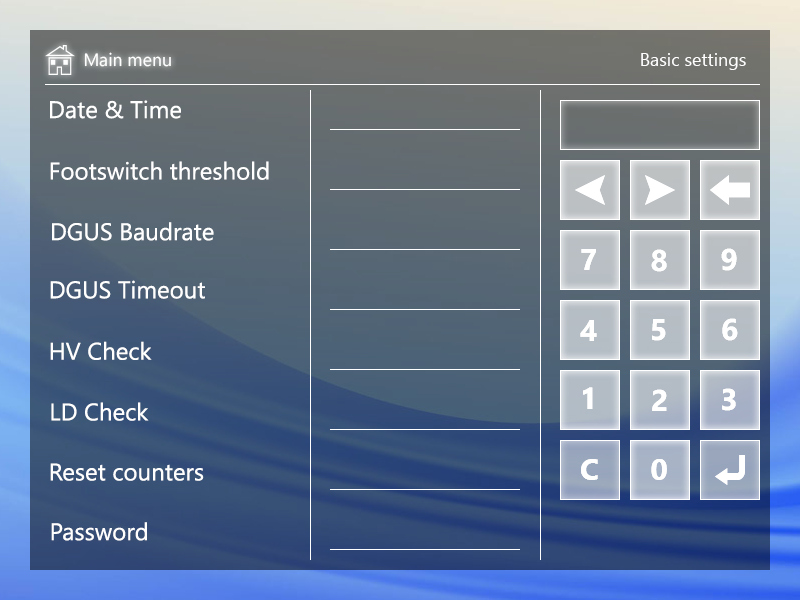 Main menu
Basic settings
Date & Time
Footswitch threshold
DGUS Baudrate
DGUS Timeout
HV Check
LD Check
Reset counters
Password
7 8 9
4 5 6
1 2 3
C 0